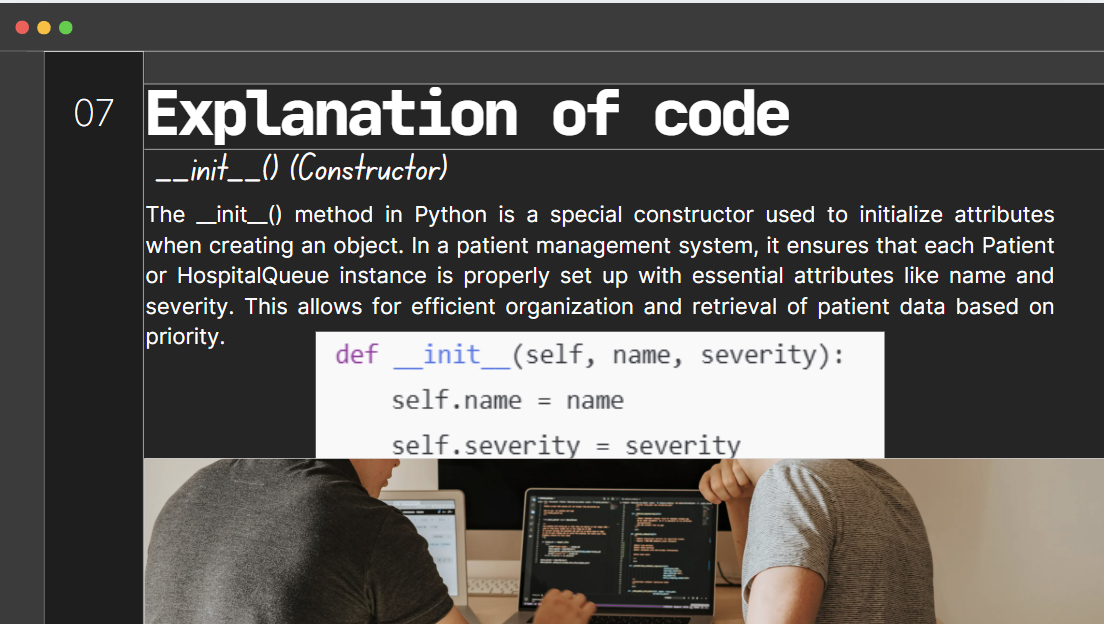 07
Explanation of code
__init__() (Constructor)
The __init__() method in Python is a special constructor used to initialize attributes
when creating an object. In a patient management system, it ensures that each Patient
or HospitalQueue instance is properly set up with essential attributes like name and
severity. This allows for efficient organization and retrieval of patient data based on
priority.
def __init__(self, name, severity):
self.name = name
self.severity = severity